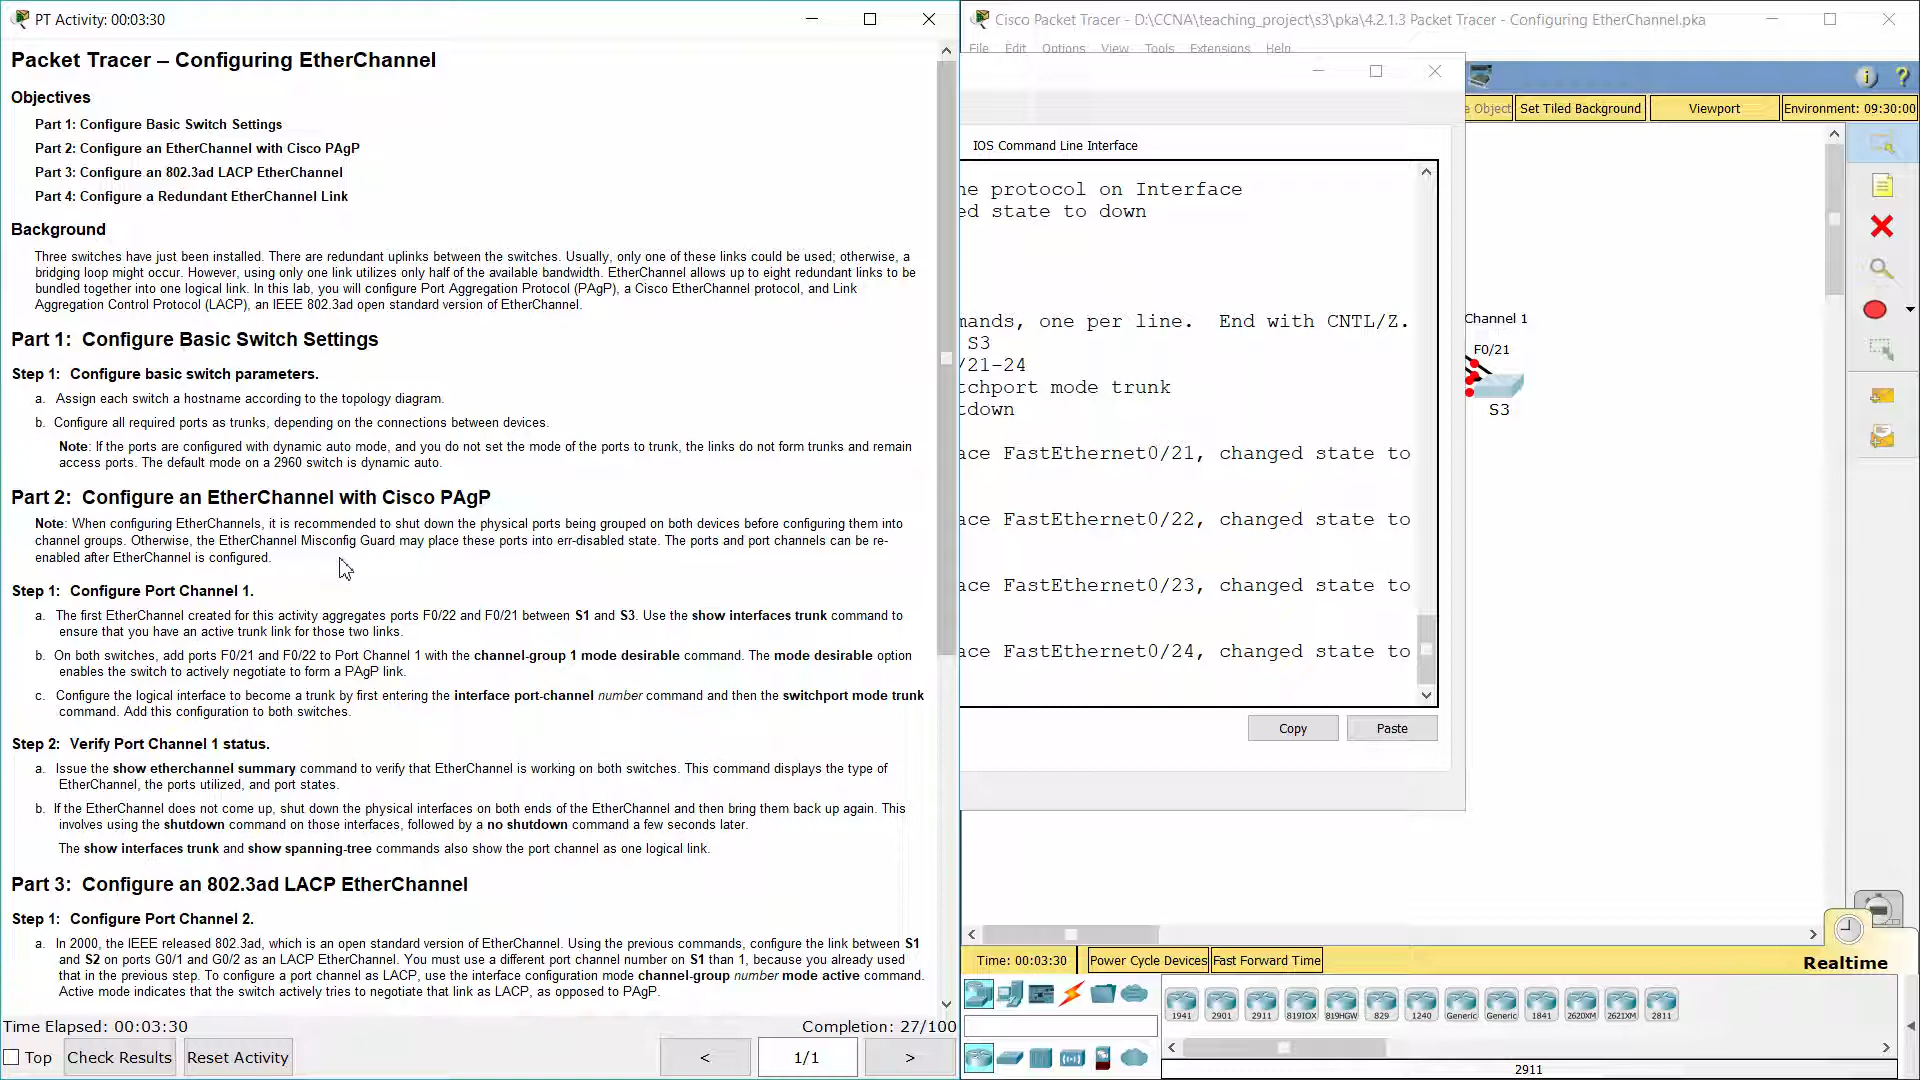 PT Activity: 00:03:30
Packet Tracer – Configuring EtherChannel
Objectives
Part 1: Configure Basic Switch Settings
Part 2: Configure an EtherChannel with Cisco PAgP
Part 3: Configure an 802.3ad LACP EtherChannel
Part 4: Configure a Redundant EtherChannel Link
Background
Three switches have just been installed. There are redundant uplinks between the switches. Usually, only one of these links could be used; otherwise, a
bridging loop might occur. However, using only one link utilizes only half of the available bandwidth. EtherChannel allows up to eight redundant links to be
bundled together into one logical link. In this lab, you will configure Port Aggregation Protocol (PAgP), a Cisco EtherChannel protocol, and Link
Aggregation Control Protocol (LACP), an IEEE 802.3ad open standard version of EtherChannel.
Part 1: Configure Basic Switch Settings
Step 1: Configure basic switch parameters.
a. Assign each switch a hostname according to the topology diagram.
b. Configure all required ports as trunks, depending on the connections between devices.
Note: If the ports are configured with dynamic auto mode, and you do not set the mode of the ports to trunk, the links do not form trunks and remain
access ports. The default mode on a 2960 switch is dynamic auto.
Part 2: Configure an EtherChannel with Cisco PAgP
Note: When configuring EtherChannels, it is recommended to shut down the physical ports being grouped on both devices before configuring them into
channel groups. Otherwise, the EtherChannel Misconfig Guard may place these ports into err-disabled state. The ports and port channels can be re-
enabled after EtherChannel is configured.
Step 1: Configure Port Channel 1.
a. The first EtherChannel created for this activity aggregates ports F0/22 and F0/21 between S1 and S3. Use the show interfaces trunk command to
ensure that you have an active trunk link for those two links.
b. On both switches, add ports F0/21 and F0/22 to Port Channel 1 with the channel-group 1 mode desirable command. The mode desirable option
enables the switch to actively negotiate to form a PAgP link.
c. Configure the logical interface to become a trunk by first entering the interface port-channel number command and then the switchport mode trunk
command. Add this configuration to both switches.
Step 2: Verify Port Channel 1 status.
a. Issue the show etherchannel summary command to verify that EtherChannel is working on both switches. This command displays the type of
EtherChannel, the ports utilized, and port states.
b. If the EtherChannel does not come up, shut down the physical interfaces on both ends of the EtherChannel and then bring them back up again. This
involves using the shutdown command on those interfaces, followed by a no shutdown command a few seconds later.
The show interfaces trunk and show spanning-tree commands also show the port channel as one logical link.
Part 3: Configure an 802.3ad LACP EtherChannel
Step 1: Configure Port Channel 2.
a. In 2000, the IEEE released 802.3ad, which is an open standard version of EtherChannel. Using the previous commands, configure the link between S1
and S2 on ports G0/1 and G0/2 as an LACP EtherChannel. You must use a different port channel number on S1 than 1, because you already used
that in the previous step. To configure a port channel as LACP, use the interface configuration mode channel-group number mode active command.
Active mode indicates that the switch actively tries to negotiate that link as LACP, as opposed to PAgP.
Time Elapsed: 00:03:30
Completion: 27/100
Top
Check Results
Reset Activity
<
1/1
>
Cisco Packet Tracer - D:\CCNA\teaching_project\s3\pka\4.2.1.3 Packet Tracer - Configuring EtherChannel.pka
File Edit Options View Tools Extensions Help
e Object
Set Tiled Background
Viewport
Environment: 09:30:00
IOS Command Line Interface
ne protocol on Interface
ed state to down
mands, one per line. End with CNTL/Z.
S3
/21-24
tchport mode trunk
tdown
ace FastEthernet0/21, changed state to
ace FastEthernet0/22, changed state to
ace FastEthernet0/23, changed state to
ace FastEthernet0/24, changed state to
Copy
Paste
Channel 1
F0/21
S3
Time: 00:03:30
Power Cycle Devices
Fast Forward Time
Realtime
1941 2901 2911 819IOX 819HGW 829 1240 Generic Generic 1841 2620XM 2621XM 2811
2911